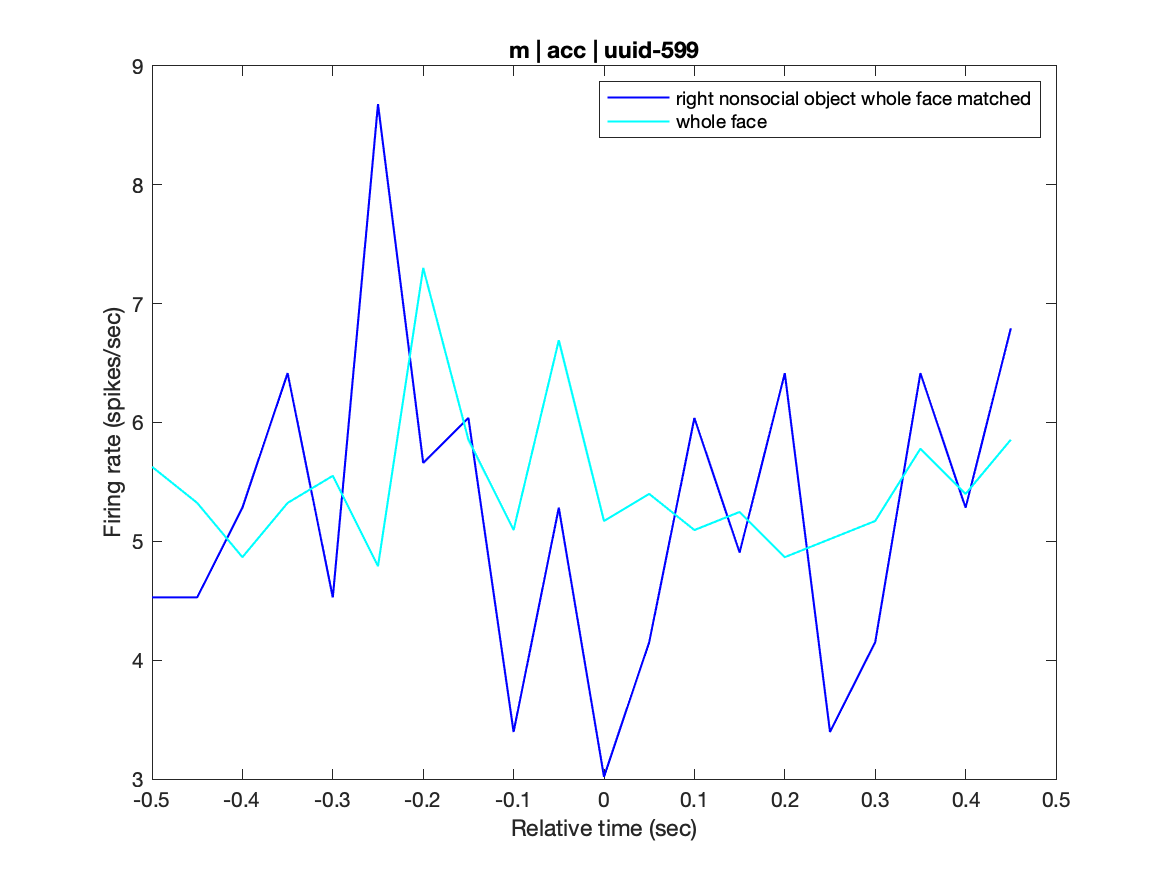 m | acc | uuid-599
right nonsocial object whole face matched
whole face
Firing rate (spikes/sec)
9
8
7
6
5
4
3
-0.5 -0.4 -0.3 -0.2 -0.1 0 0.1 0.2 0.3 0.4 0.5
Relative time (sec)